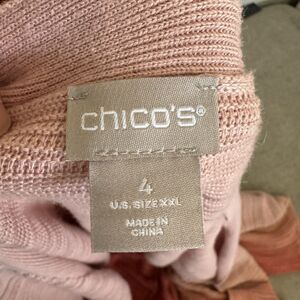 chico's®
4
U.S. SIZE XXL
MADE IN
CHINA